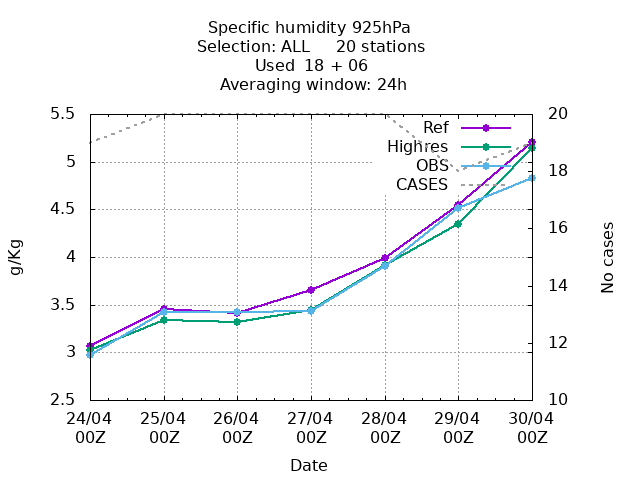 Specific humidity 925hPa
Selection: ALL 20 stations
Used 18 + 06
Averaging window: 24h
5.5
5
4.5
4
3.5
3
2.5
g/Kg
20
18
16
14
12
10
No cases
Ref
Highres
OBS
CASES
24/04 25/04 26/04 27/04 28/04 29/04 30/04
00Z 00Z 00Z 00Z 00Z 00Z 00Z
Date